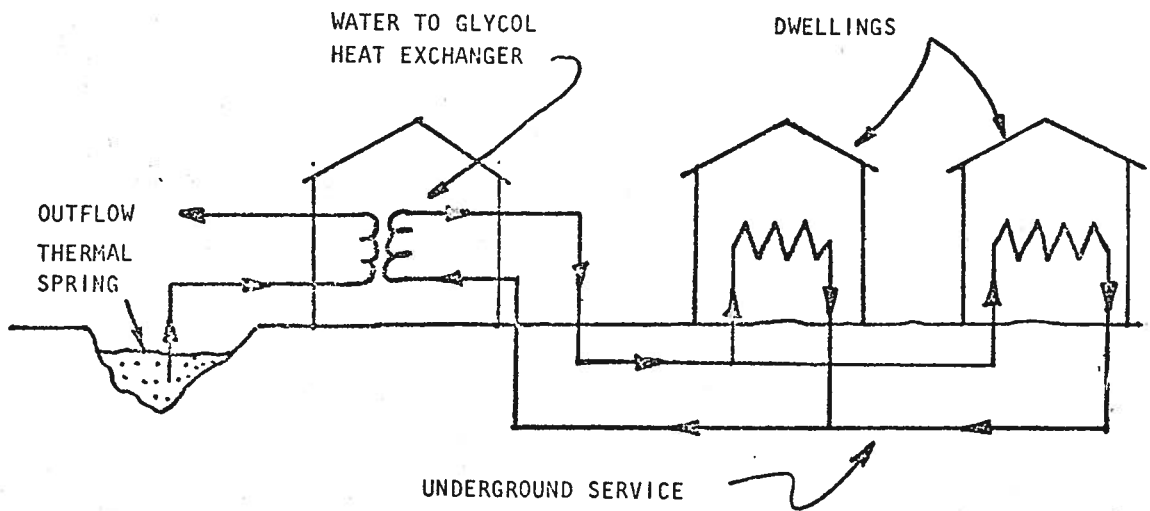 WATER TO GLYCOL
HEAT EXCHANGER
DWELLINGS
OUTFLOW
THERMAL
SPRING
UNDERGROUND SERVICE